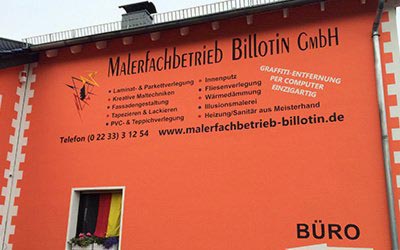 Malerfachbetrieb Billotin GmbH
• Laminat- & Parkettverlegung
• Kreative Maltechniken
• Fassadengestaltung
• Tapezieren & Lackieren
• PVC- & Teppichverlegung
• Innenputz
• Fliesenverlegung
• Wärmedämmung
• Illusionsmalerei
• Heizung/Sanitär aus Meisterhand
GRAFFITI-ENTFERNUNG
PER COMPUTER
EINZIGARTIG
Telefon (0 22 33) 3 12 54
www.malerfachbetrieb-billotin.de
BÜRO